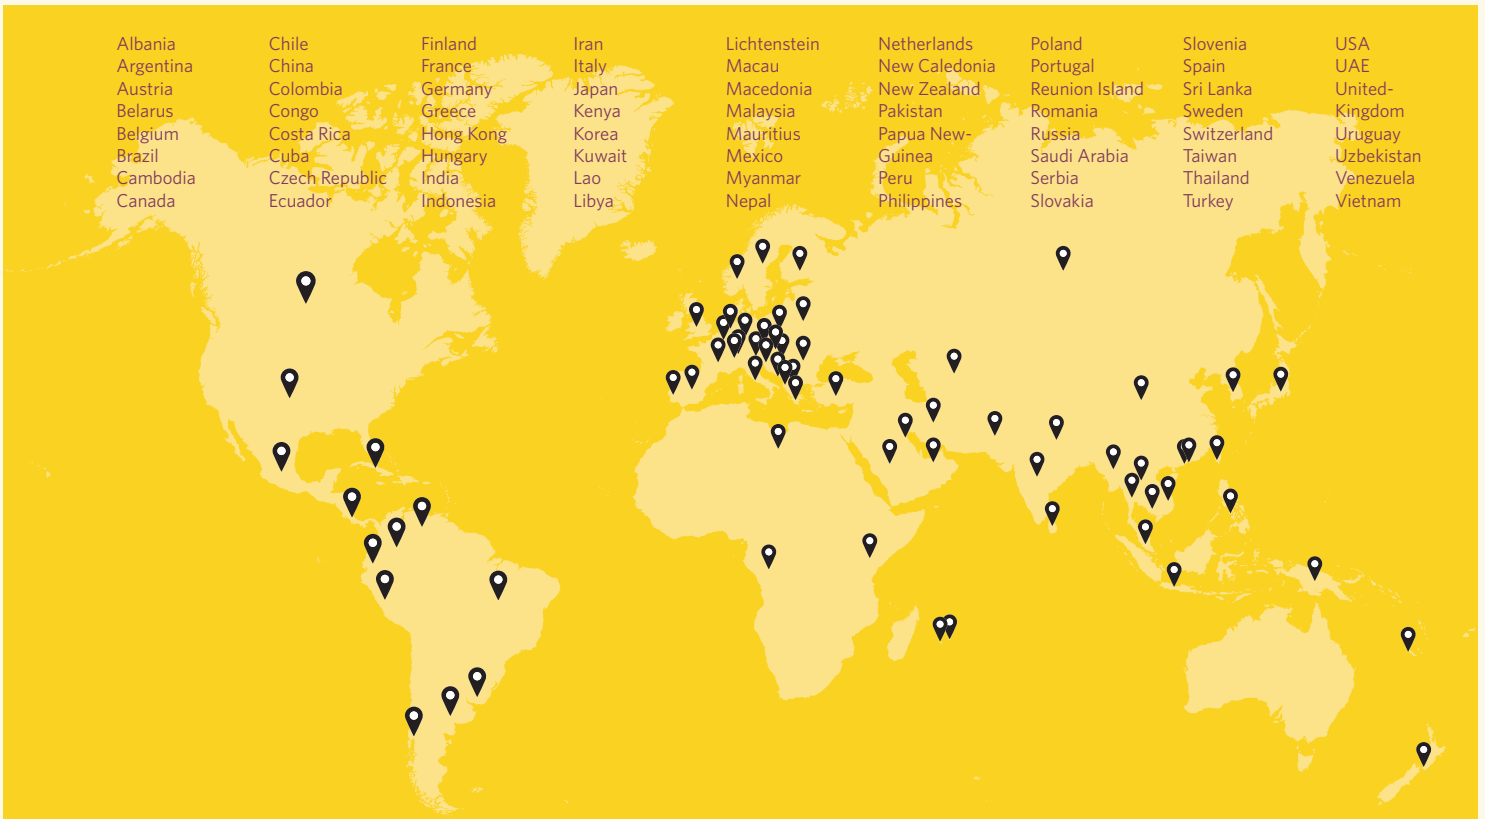 Albania
Argentina
Austria
Belarus
Belgium
Brazil
Cambodia
Canada
Chile
China
Colombia
Congo
Costa Rica
Cuba
Czech Republic
Ecuador
Finland
France
Germany
Greece
Hong Kong
Hungary
India
Indonesia
Iran
Italy
Japan
Kenya
Korea
Kuwait
Lao
Libya
Lichtenstein
Macau
Macedonia
Malaysia
Mauritius
Mexico
Myanmar
Nepal
Netherlands
New Caledonia
New Zealand
Pakistan
Papua New-
Guinea
Peru
Philippines
Poland
Portugal
Reunion Island
Romania
Russia
Saudi Arabia
Serbia
Slovakia
Slovenia
Spain
Sri Lanka
Sweden
Switzerland
Taiwan
Thailand
Turkey
USA
UAE
United-
Kingdom
Uruguay
Uzbekistan
Venezuela
Vietnam